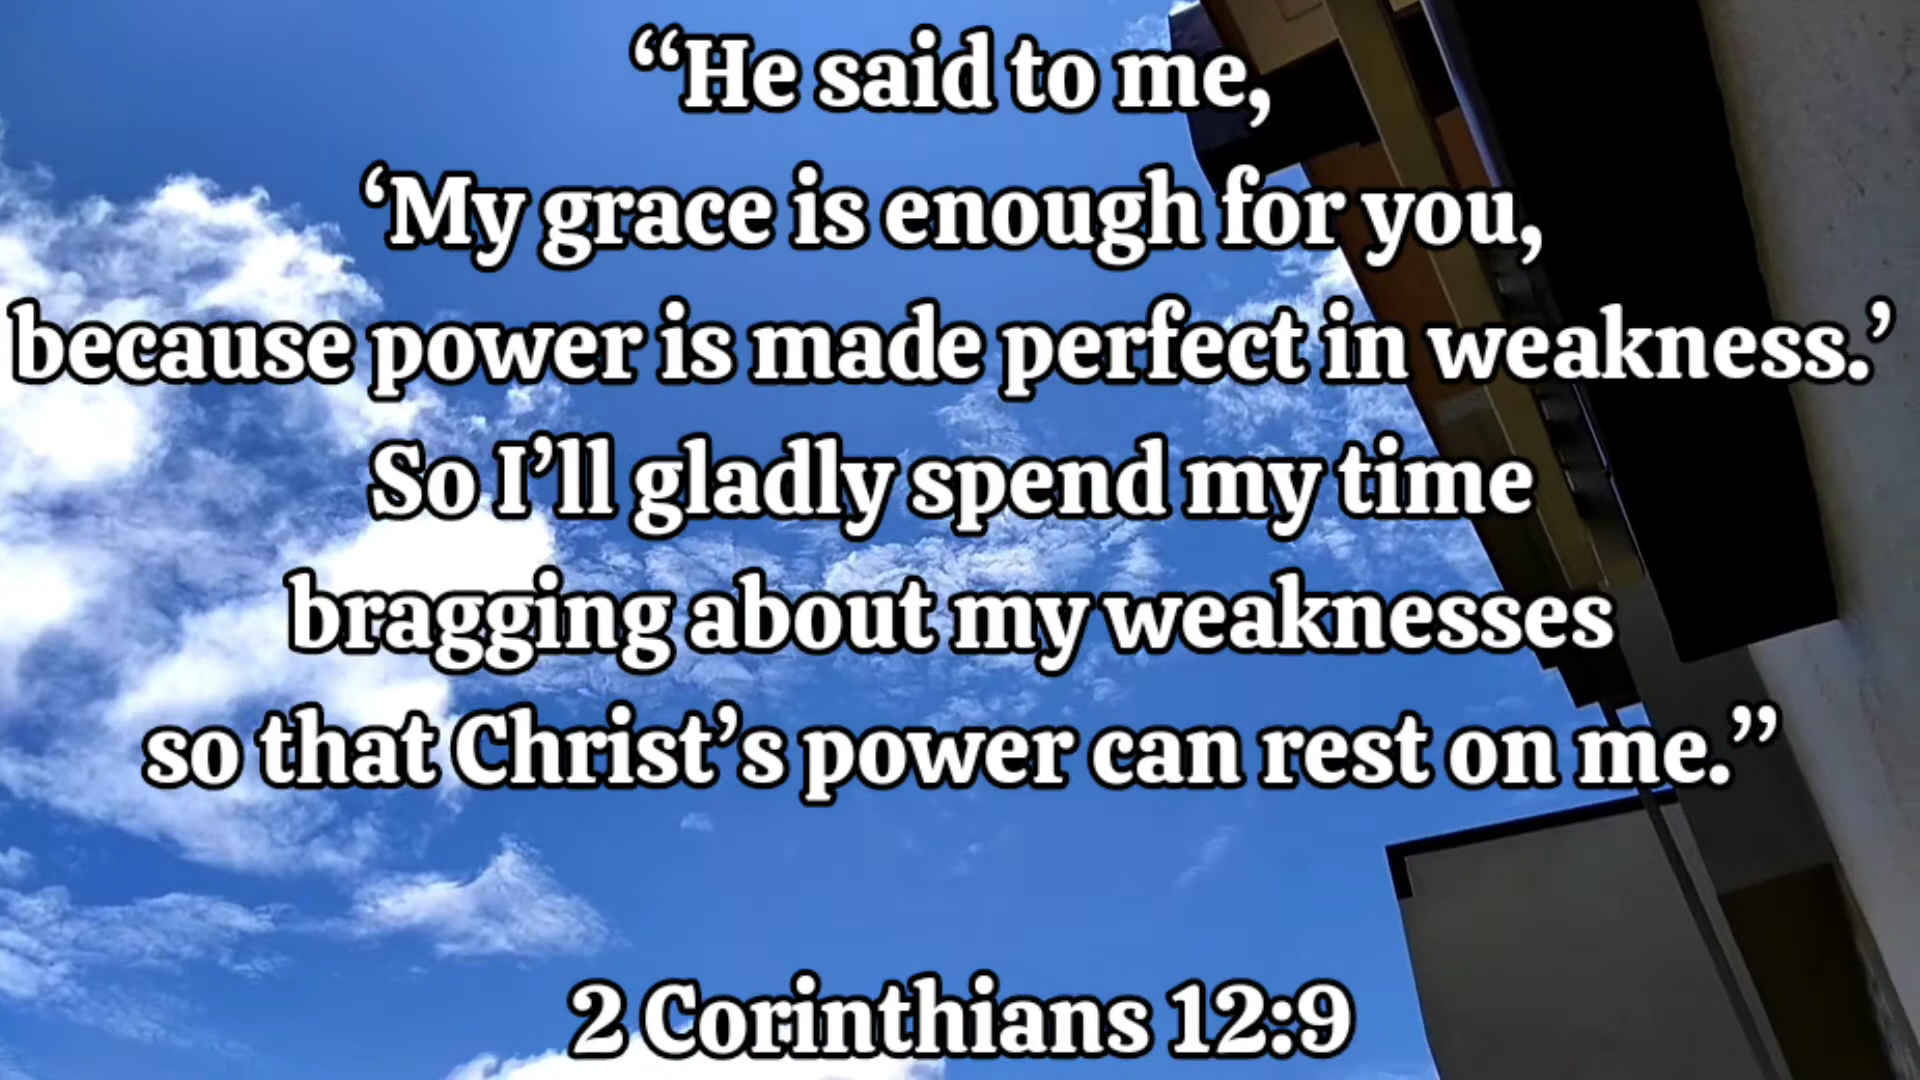 “He said to me,
‘My grace is enough for you,
because power is made perfect in weakness.’
So I’ll gladly spend my time
bragging about my weaknesses
so that Christ’s power can rest on me.”
2 Corinthians 12:9